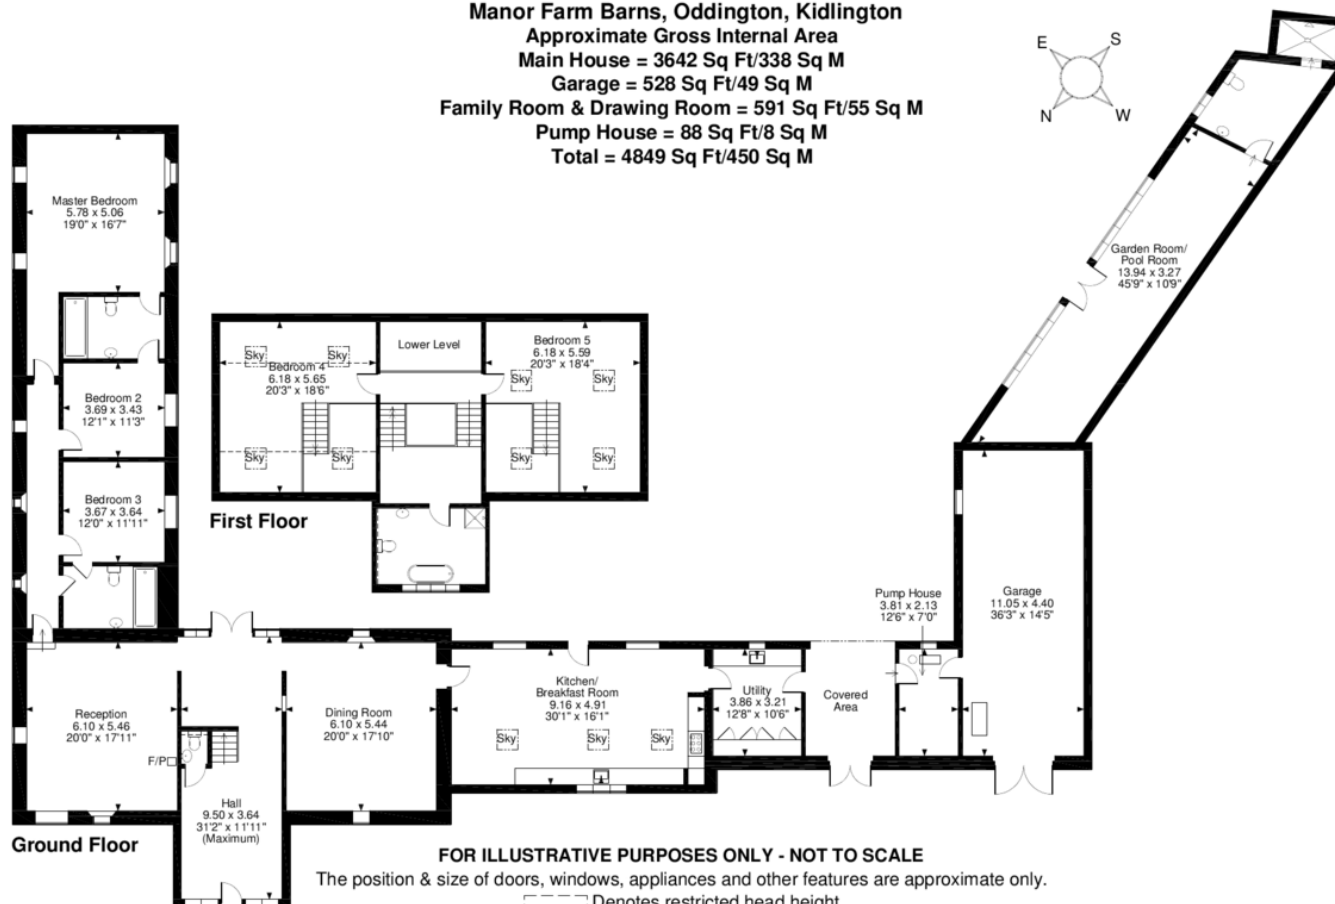 Manor Farm Barns, Oddington, Kidlington
Approximate Gross Internal Area
Main House = 3642 Sq Ft/338 Sq M
Garage = 528 Sq Ft/49 Sq M
Family Room & Drawing Room = 591 Sq Ft/55 Sq M
Pump House = 88 Sq Ft/8 Sq M
Total = 4849 Sq Ft/450 Sq M
E
S
N
W
Master Bedroom
5.78 x 5.06
19'0" x 16'7"
Bedroom 2
3.69 x 3.43
12'1" x 11'3"
Bedroom 3
3.67 x 3.64
12'0" x 11'11"
Sky
Sky
Bedroom 4
6.18 x 5.65
20'3" x 18'6"
Sky
Sky
Lower Level
Bedroom 5
6.18 x 5.59
20'3" x 18'4"
Sky
Sky
Sky
Sky
First Floor
Garden Room/
Pool Room
13.94 x 3.27
45'9" x 10'9"
Reception
6.10 x 5.46
20'0" x 17'11"
F/P
Hall
9.50 x 3.64
31'2" x 11'11"
(Maximum)
Dining Room
6.10 x 5.44
20'0" x 17'10"
Kitchen/
Breakfast Room
9.16 x 4.91
30'1" x 16'1"
Sky
Sky
Sky
Utility
3.86 x 3.21
12'8" x 10'6"
Covered
Area
Pump House
3.81 x 2.13
12'6" x 7'0"
Garage
11.05 x 4.40
36'3" x 14'5"
Ground Floor
FOR ILLUSTRATIVE PURPOSES ONLY - NOT TO SCALE
The position & size of doors, windows, appliances and other features are approximate only.
Denotes restricted head height